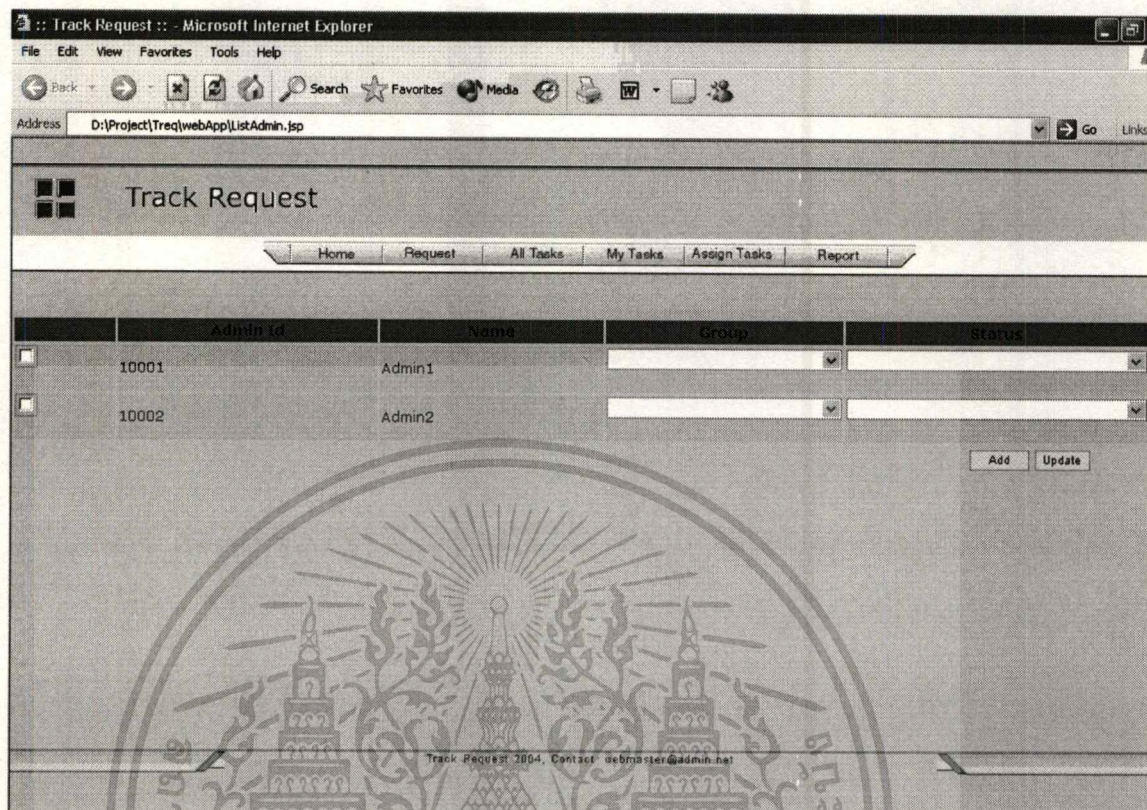 :: Track Request :: - Microsoft Internet Explorer
File Edit View Favorites Tools Help
Back Search Favorites Media
Address D:\Project\Treq\webApp\ListAdmin.jsp Go Links
Track Request
Home Request All Tasks My Tasks Assign Tasks Report
Admin Id Name Group Status
10001 Admin1
10002 Admin2
Add Update
Track Request 2004, Contact webmaster@admin.net